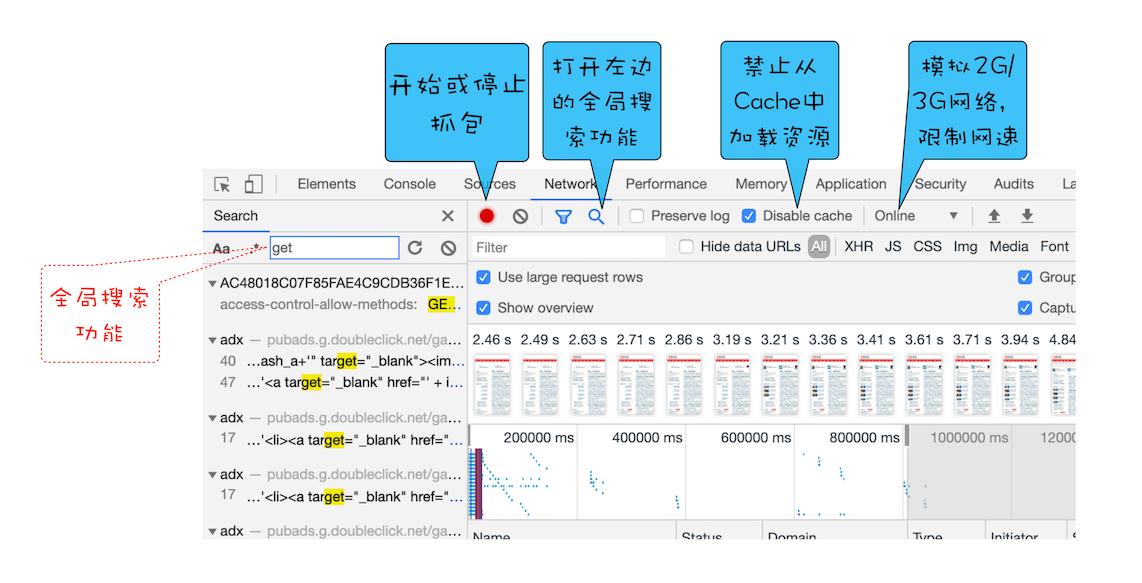 开始或停止
抓包
打开左边
的全局搜
索功能
禁止从
Cache中
加载资源
模拟2G/
3G网络，
限制网速
Elements Console Sources Network Performance Memory Application Security Audits La
Search
Preserve log Disable cache Online
Aa .* get
Filter Hide data URLs All XHR JS CSS Img Media Font
全局搜索
功能
AC48018C07F85FAE4C9CDB36F1E…
access-control-allow-methods: GE…
Use large request rows Group
Show overview Captu
adx — pubads.g.doubleclick.net/ga…
40 …ash_a+'" target="_blank"><im…
47 …'<a target="_blank" href="' + i…
adx — pubads.g.doubleclick.net/ga…
17 …'<li><a target="_blank" href="…
adx — pubads.g.doubleclick.net/ga…
17 …'<li><a target="_blank" href="…
adx — pubads.g.doubleclick.net/ga…
2.46 s 2.49 s 2.63 s 2.71 s 2.86 s 3.19 s 3.21 s 3.36 s 3.41 s 3.61 s 3.71 s 3.94 s 4.84
200000 ms 400000 ms 600000 ms 800000 ms 1000000 ms 12000
Name Status Domain Type Initiator